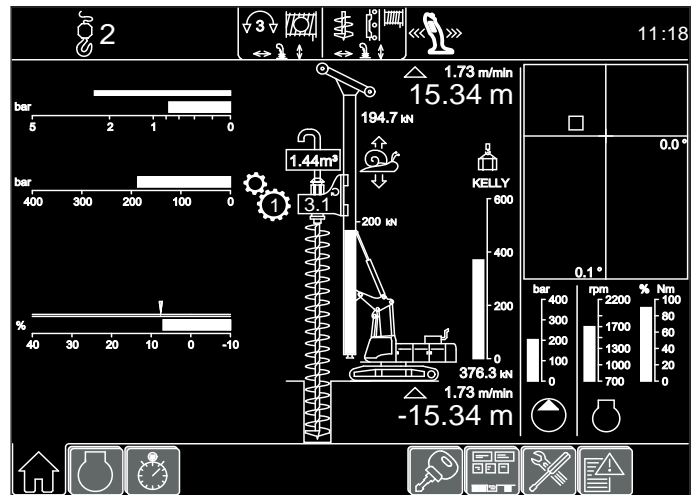 2
3
11:18
1.73 m/min
15.34 m
194.7 kN
bar
5 2 1 0
1.44m³
KELLY
0.0 °
bar
400 300 200 100 0
1
3.1
600
400
200
0
200 kN
0.1 °
%
40 30 20 10 0 -10
376.3 kN
1.73 m/min
-15.34 m
bar
400
300
200
100
0
rpm
2200
1700
1300
1000
700
% Nm
100
80
60
40
20
0